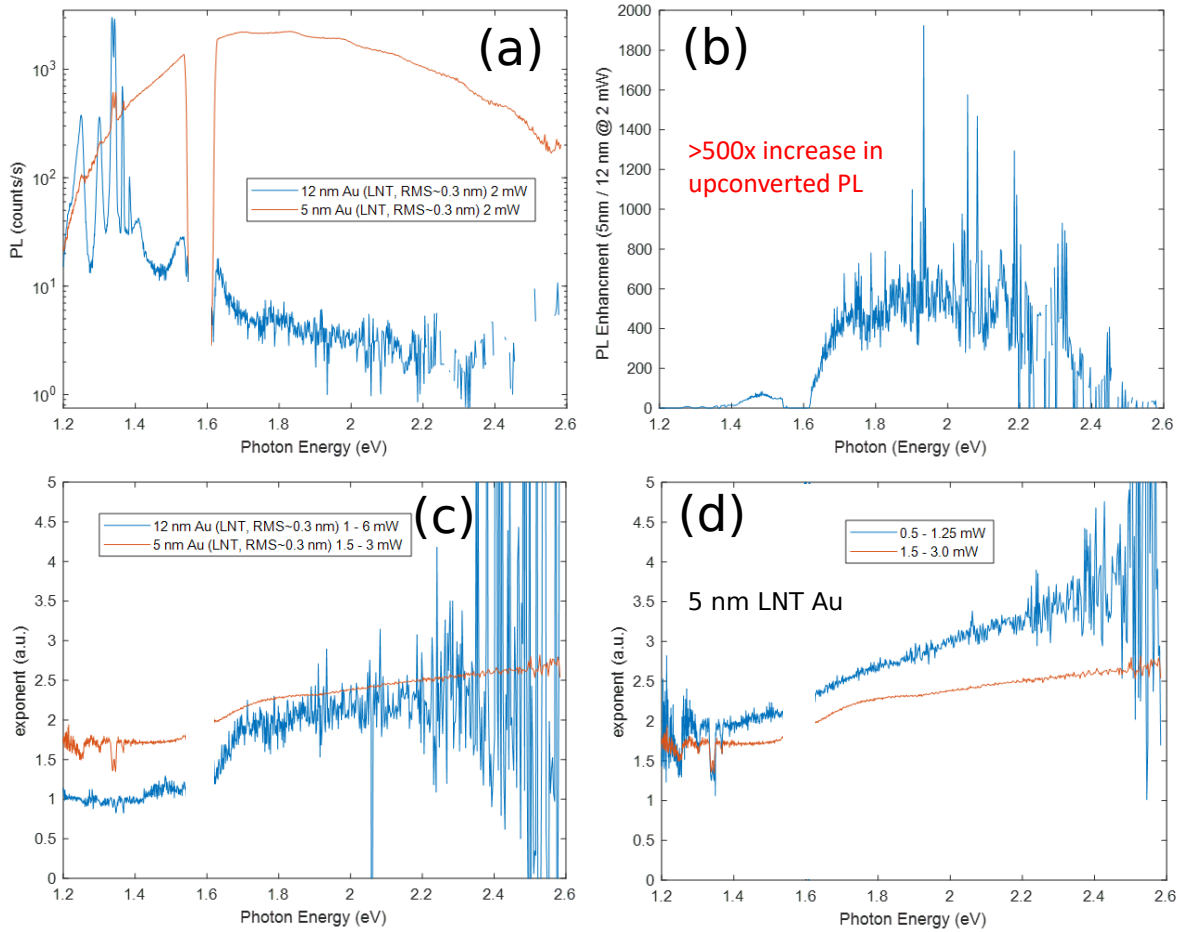 (a)
10^3
10^2
10^1
10^0
PL (counts/s)
12 nm Au (LNT, RMS~0.3 nm) 2 mW
5 nm Au (LNT, RMS~0.3 nm) 2 mW
1.2 1.4 1.6 1.8 2 2.2 2.4 2.6
Photon Energy (eV)
(b)
2000
1800
1600
1400
1200
1000
800
600
400
200
0
PL Enhancement (5nm / 12 nm @ 2 mW)
>500x increase in
upconverted PL
1.2 1.4 1.6 1.8 2 2.2 2.4 2.6
Photon (Energy (eV)
(c)
5
4.5
4
3.5
3
2.5
2
1.5
1
0.5
0
exponent (a.u.)
12 nm Au (LNT, RMS~0.3 nm) 1 - 6 mW
5 nm Au (LNT, RMS~0.3 nm) 1.5 - 3 mW
1.2 1.4 1.6 1.8 2 2.2 2.4 2.6
Photon Energy (eV)
(d)
5
4.5
4
3.5
3
2.5
2
1.5
1
0.5
0
exponent (a.u.)
0.5 - 1.25 mW
1.5 - 3.0 mW
5 nm LNT Au
1.2 1.4 1.6 1.8 2 2.2 2.4 2.6
Photon Energy (eV)